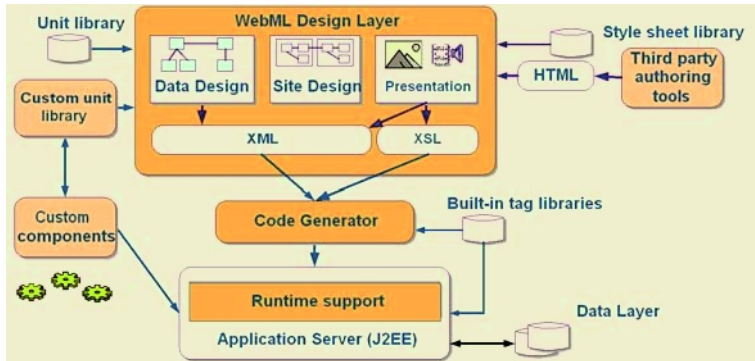 WebML Design Layer
Unit library
Style sheet library
Data Design
Site Design
Presentation
HTML
Third party
authoring
tools
Custom unit
library
XML
XSL
Custom
components
Code Generator
Built-in tag libraries
Runtime support
Application Server (J2EE)
Data Layer